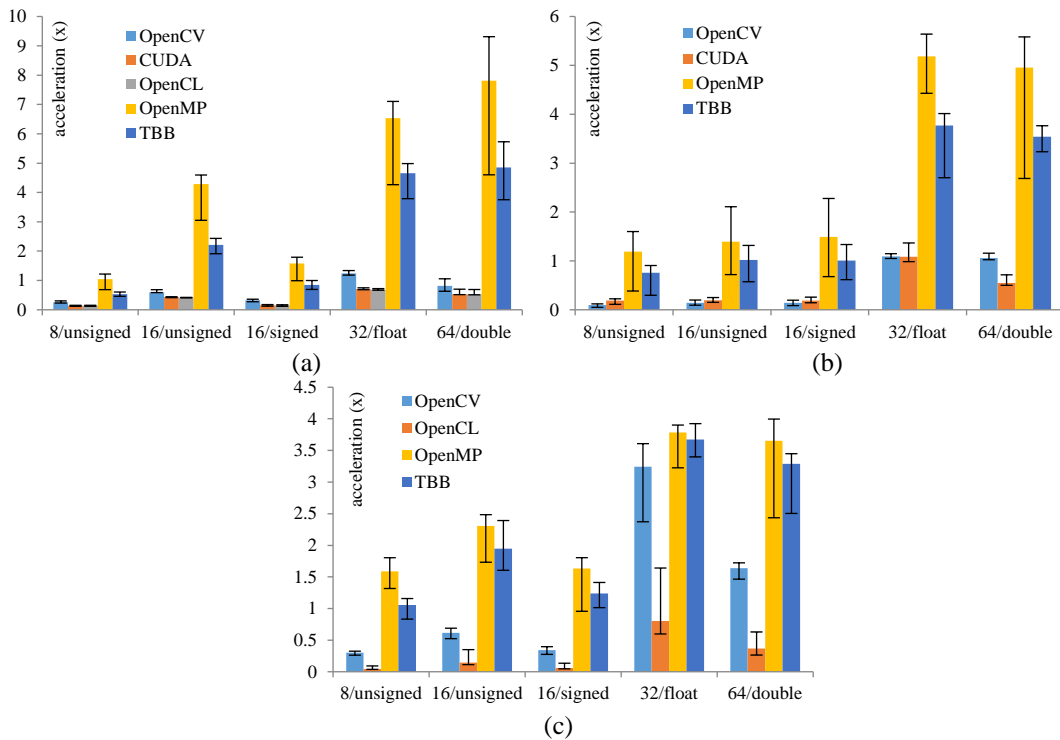 acceleration (x)
10
9
8
7
6
5
4
3
2
1
0
OpenCV
CUDA
OpenCL
OpenMP
TBB
8/unsigned 16/unsigned 16/signed 32/float 64/double
(a)
acceleration (x)
6
5
4
3
2
1
0
OpenCV
CUDA
OpenMP
TBB
8/unsigned 16/unsigned 16/signed 32/float 64/double
(b)
acceleration (x)
4.5
4
3.5
3
2.5
2
1.5
1
0.5
0
OpenCV
OpenCL
OpenMP
TBB
8/unsigned 16/unsigned 16/signed 32/float 64/double
(c)